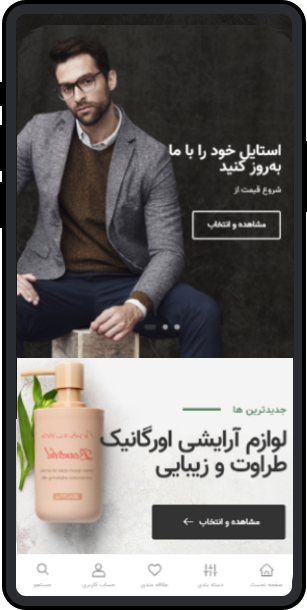 استایل خود را با ما
به‌روز کنید
شروع قیمت از
مشاهده و انتخاب
جدیدترین ها
لوازم آرایشی اورگانیک
طراوت و زیبایی
مشاهده و انتخاب
Beautiful
صفحه نخست
دسته بندی
علاقه مندی
حساب کاربری
جستجو